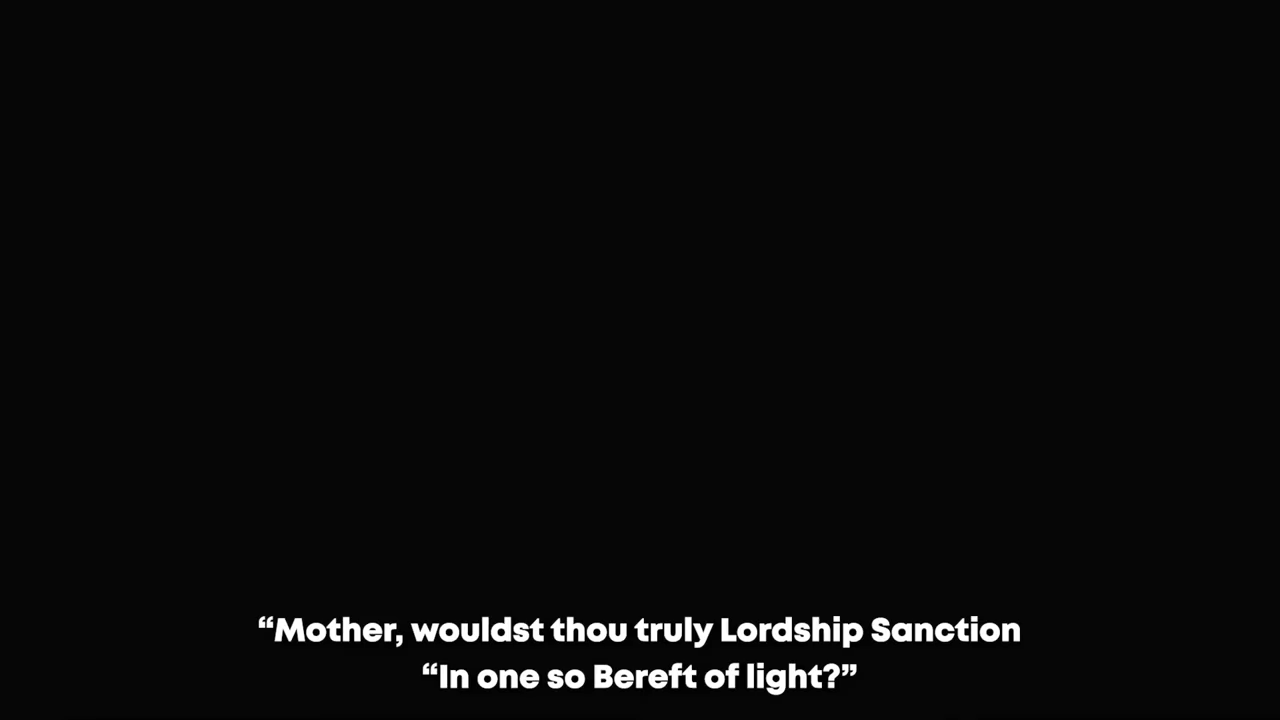 “Mother, wouldst thou truly Lordship Sanction
“In one so Bereft of light?”